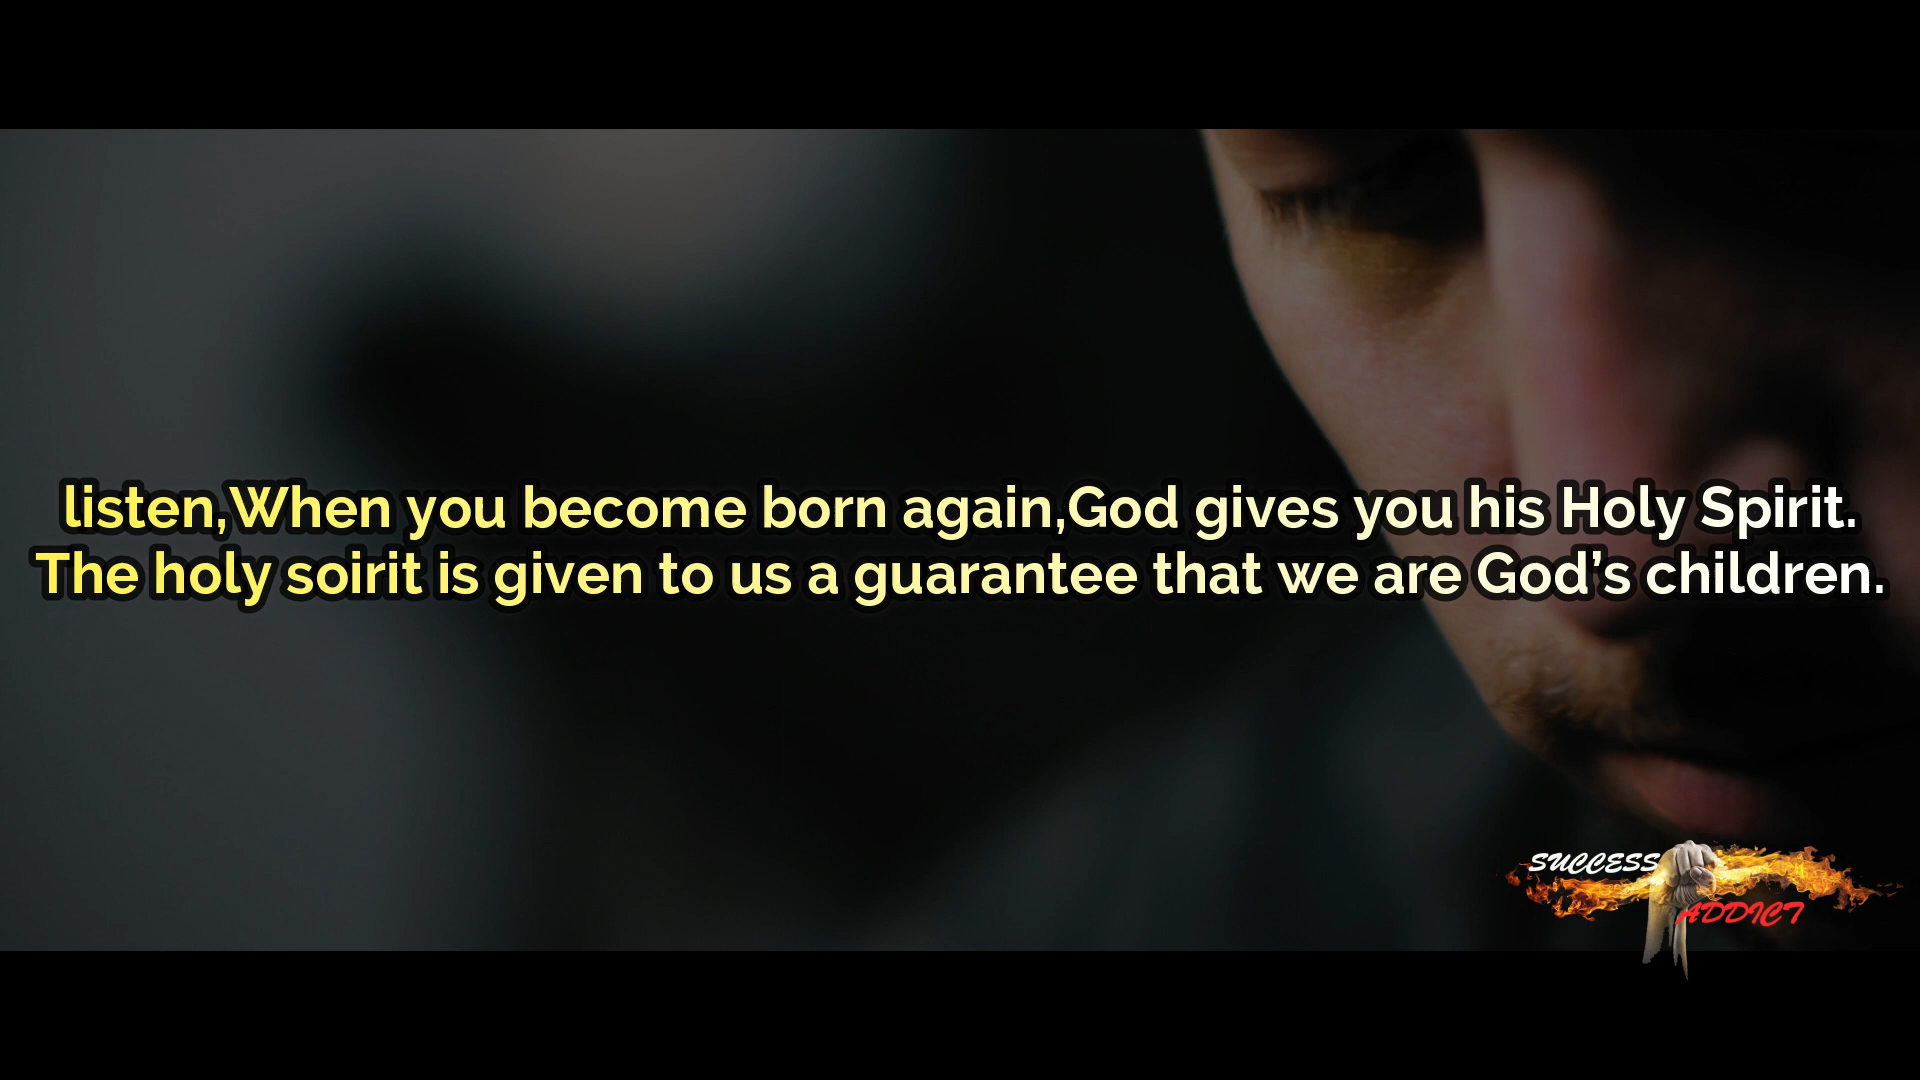 listen,When you become born again,God gives you his Holy Spirit.
The holy soirit is given to us a guarantee that we are God’s children.
SUCCESS
ADDICT